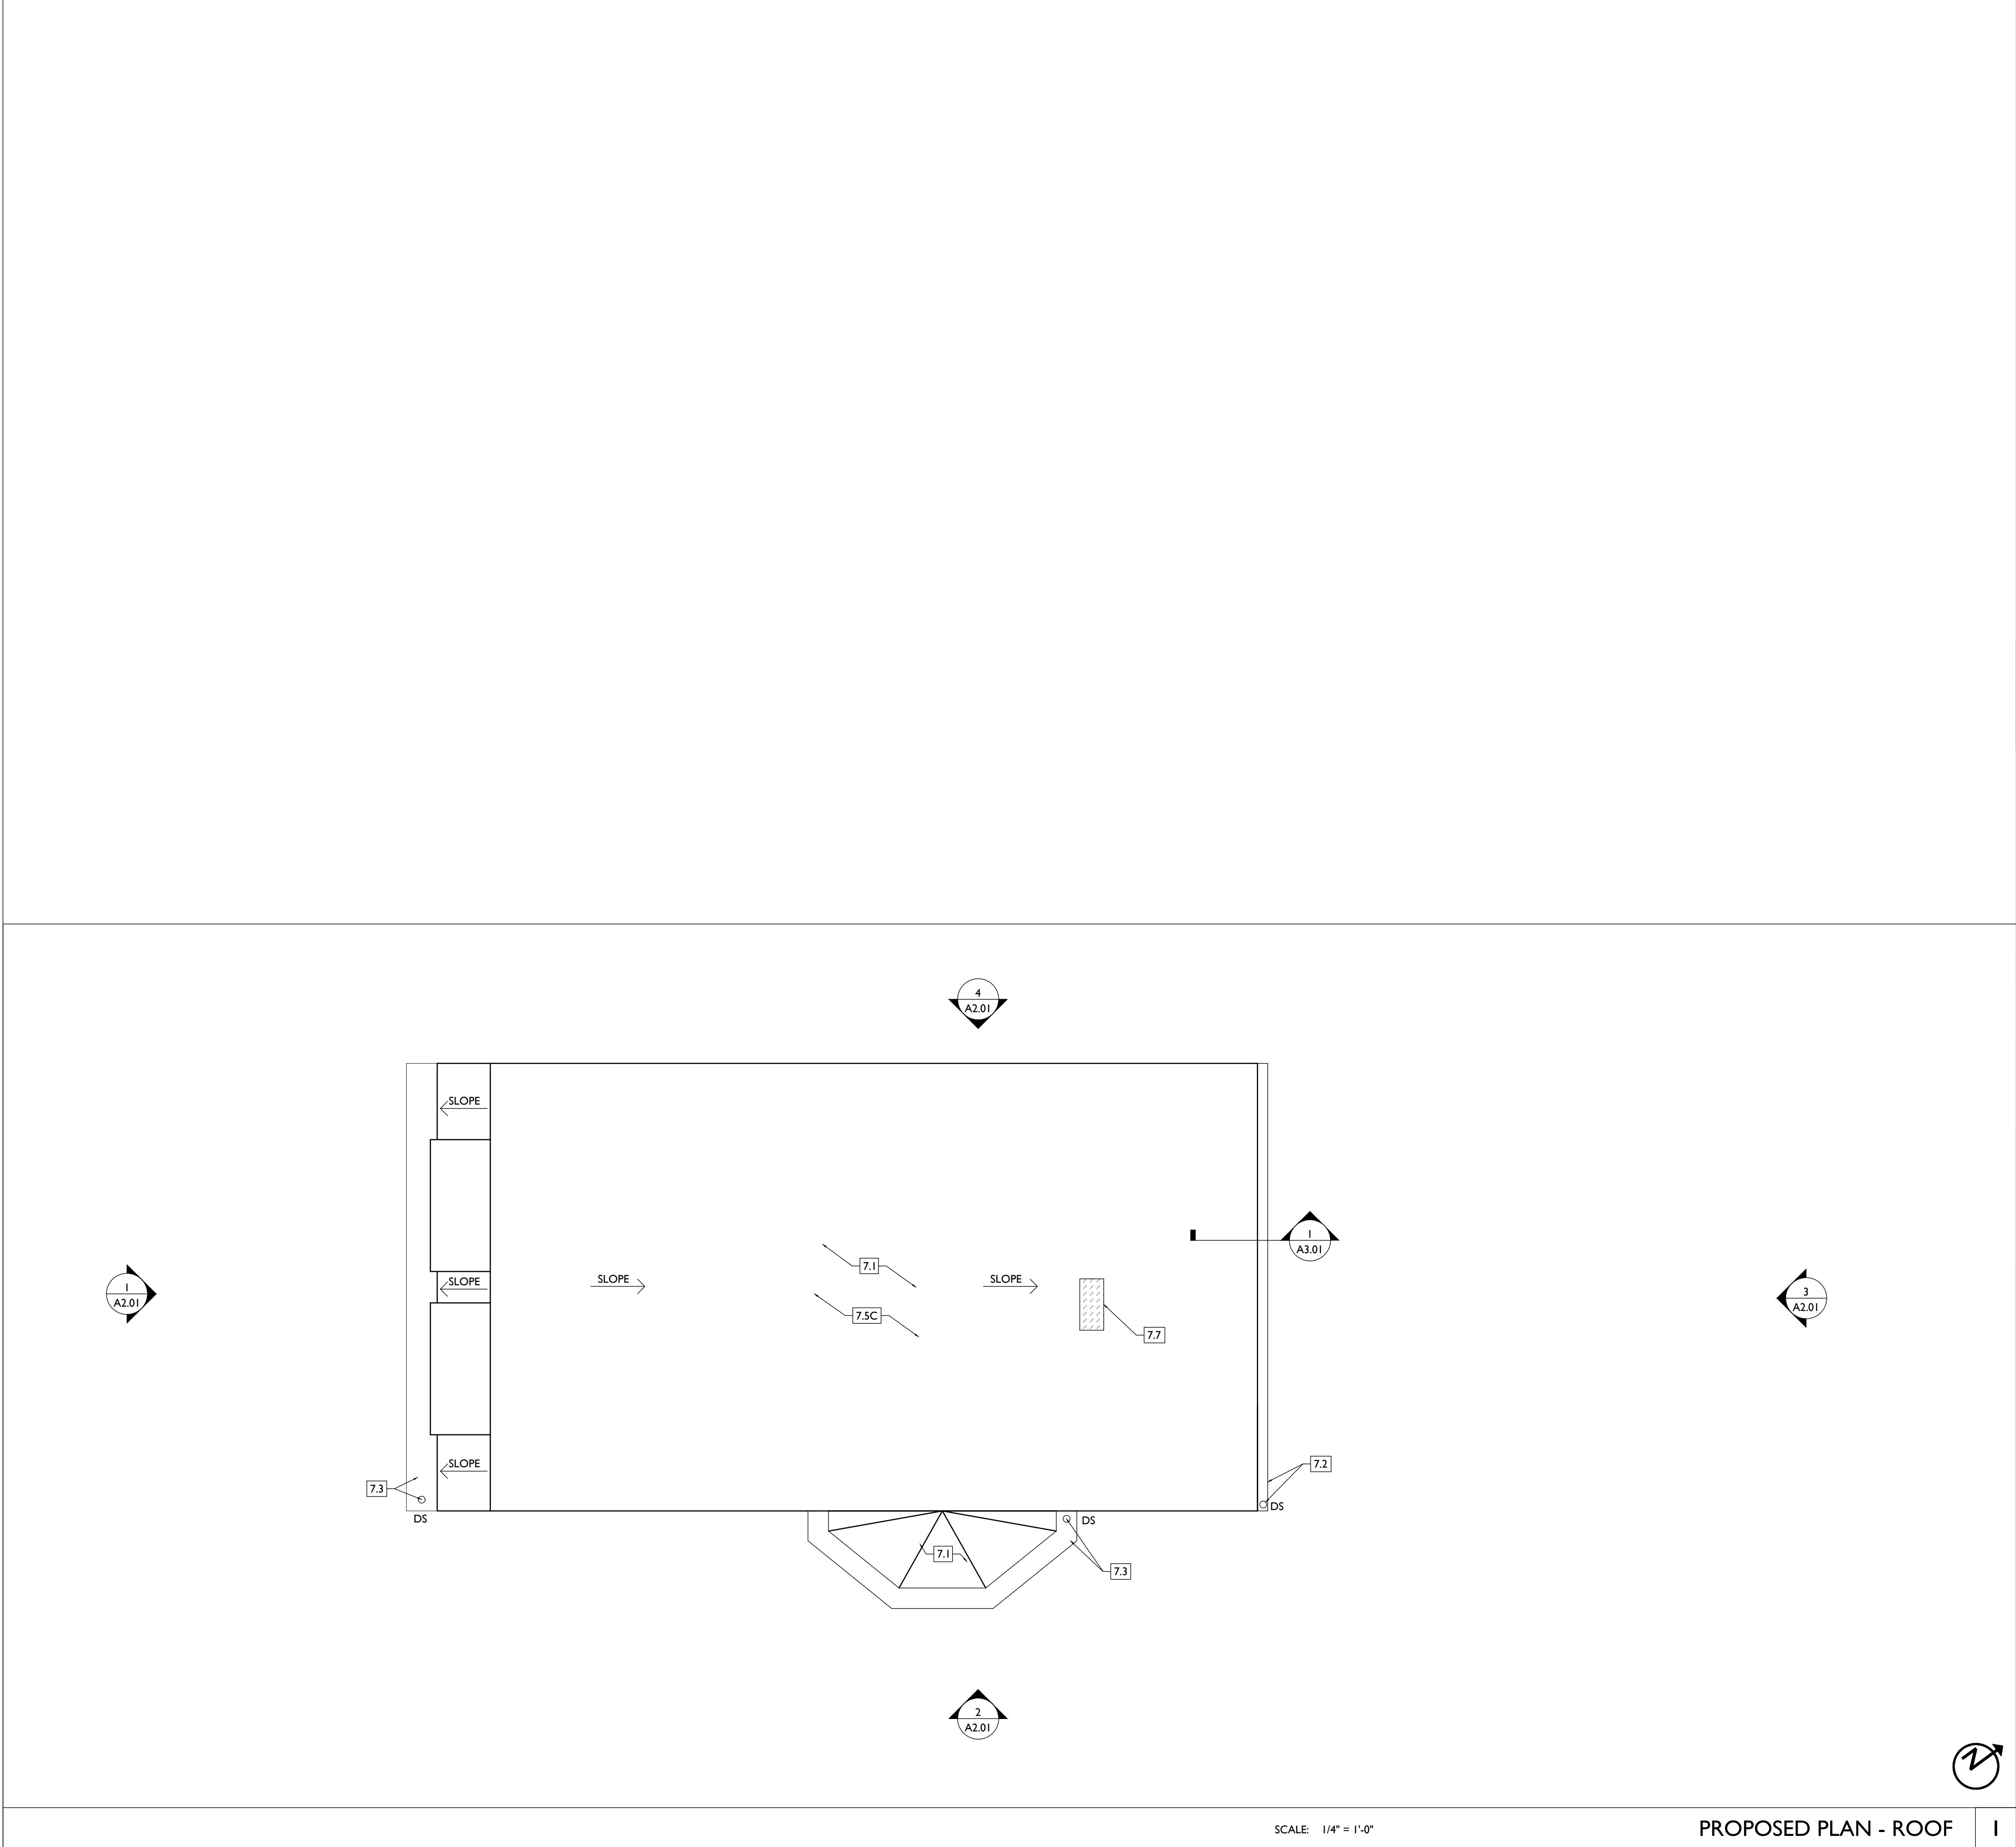 4
A2.01
SLOPE
1
A3.01
7.1
SLOPE
SLOPE
SLOPE
1
A2.01
3
A2.01
7.5C
7.7
SLOPE
7.2
7.3
DS
DS
DS
7.1
7.3
2
A2.01
N
SCALE: 1/4" = 1'-0"
PROPOSED PLAN - ROOF
1